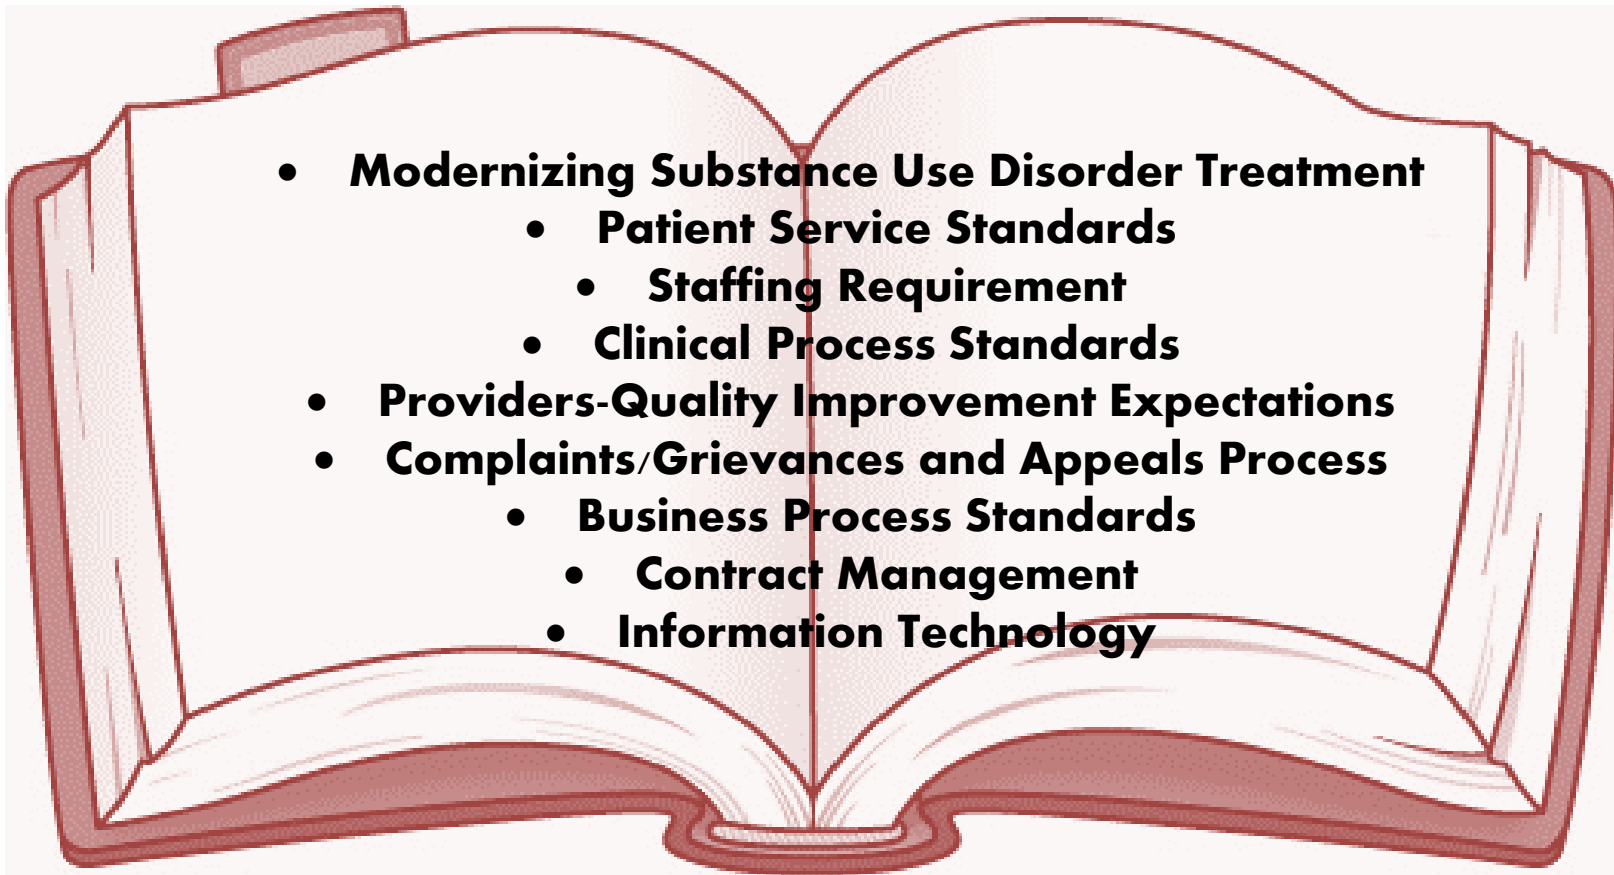 • Modernizing Substance Use Disorder Treatment
• Patient Service Standards
• Staffing Requirement
• Clinical Process Standards
• Providers-Quality Improvement Expectations
• Complaints/Grievances and Appeals Process
• Business Process Standards
• Contract Management
• Information Technology